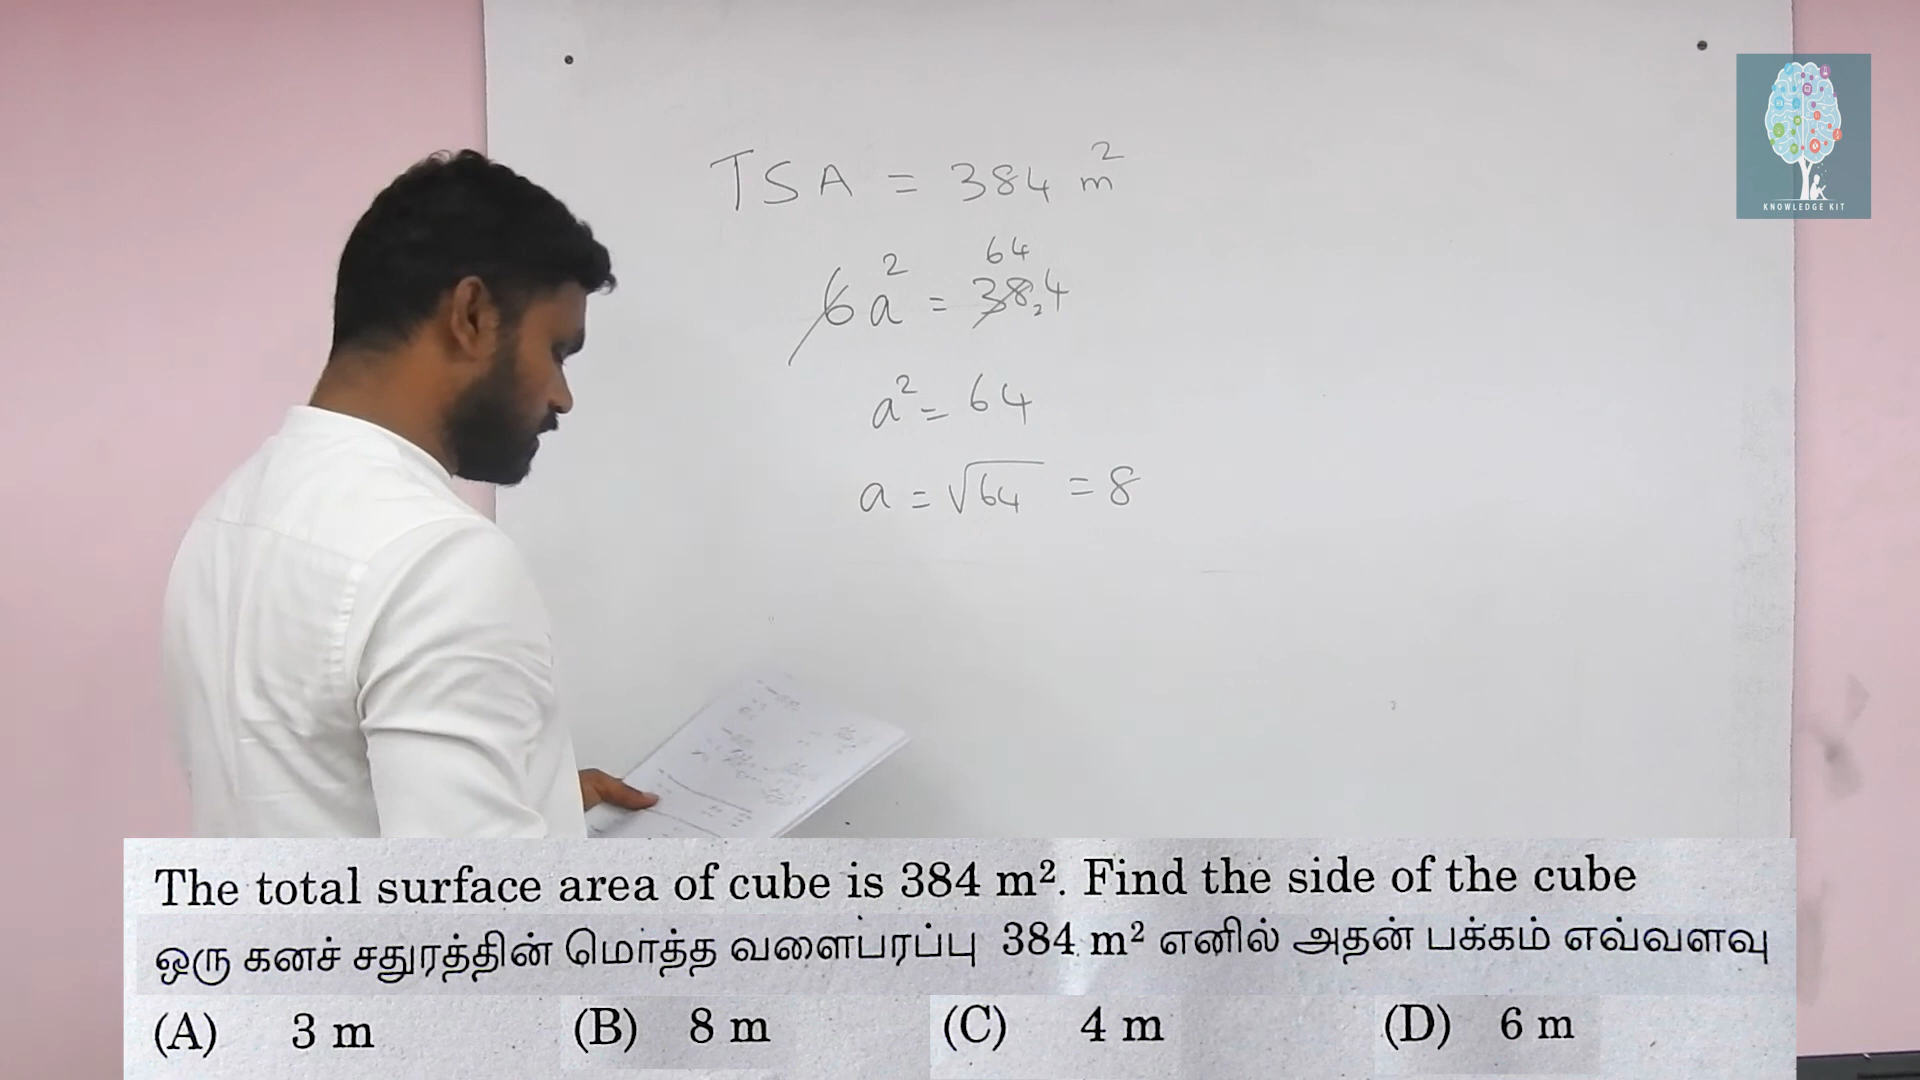 TSA = 384 m²
KNOWLEDGE KIT
64
6a² = 38₂4
a² = 64
a = √64 = 8
The total surface area of cube is 384 m². Find the side of the cube
ஒரு கனச் சதுரத்தின் மொத்த வளைபரப்பு 384 m² எனில் அதன் பக்கம் எவ்வளவு
(A) 3 m (B) 8 m (C) 4 m (D) 6 m